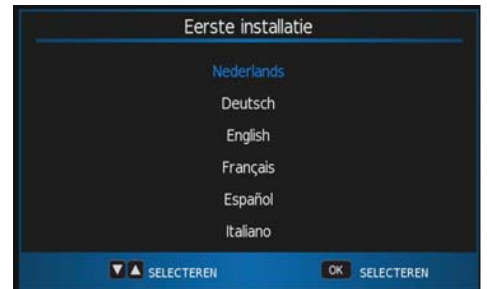 Eerste installatie
Nederlands
Deutsch
English
Français
Español
Italiano
SELECTEREN OK SELECTEREN